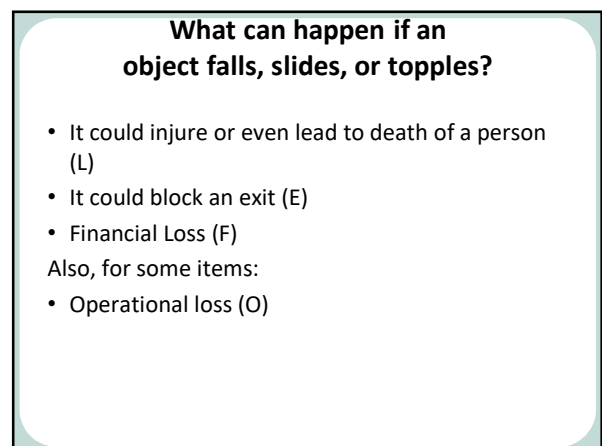 What can happen if an
object falls, slides, or topples?
• It could injure or even lead to death of a person
(L)
• It could block an exit (E)
• Financial Loss (F)
Also, for some items:
• Operational loss (O)